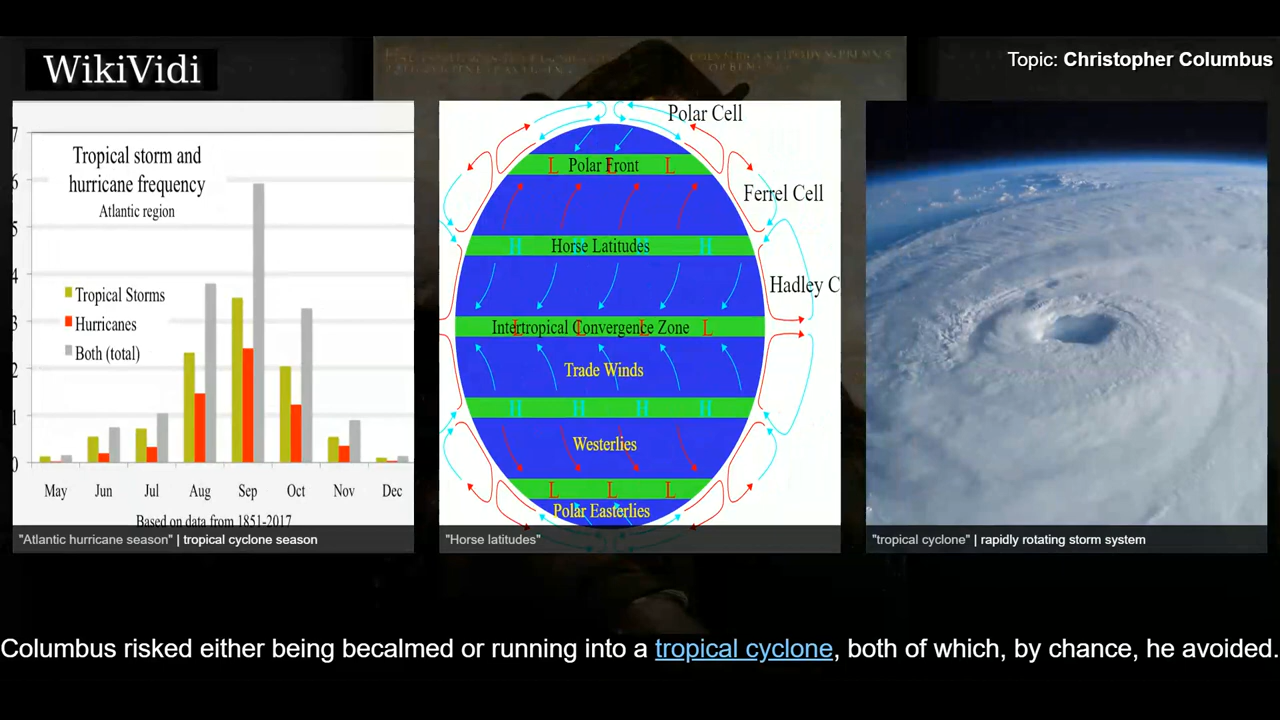 WikiVidi
Topic: Christopher Columbus
7
6
5
4
3
2
1
0
Tropical storm and
hurricane frequency
Atlantic region
Tropical Storms
Hurricanes
Both (total)
May Jun Jul Aug Sep Oct Nov Dec
Based on data from 1851-2017
"Atlantic hurricane season" | tropical cyclone season
Polar Cell
L Polar Front L L
Ferrel Cell
H Horse Latitudes H H H
Hadley C
L Intertropical Convergence Zone L L
Trade Winds
H H H H
Westerlies
L L L
Polar Easterlies
"Horse latitudes"
"tropical cyclone" | rapidly rotating storm system
Columbus risked either being becalmed or running into a tropical cyclone, both of which, by chance, he avoided.